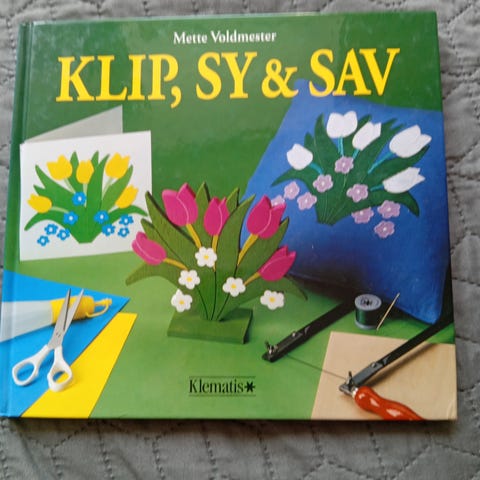 Mette Voldmester
KLIP, SY & SAV
Klematis*